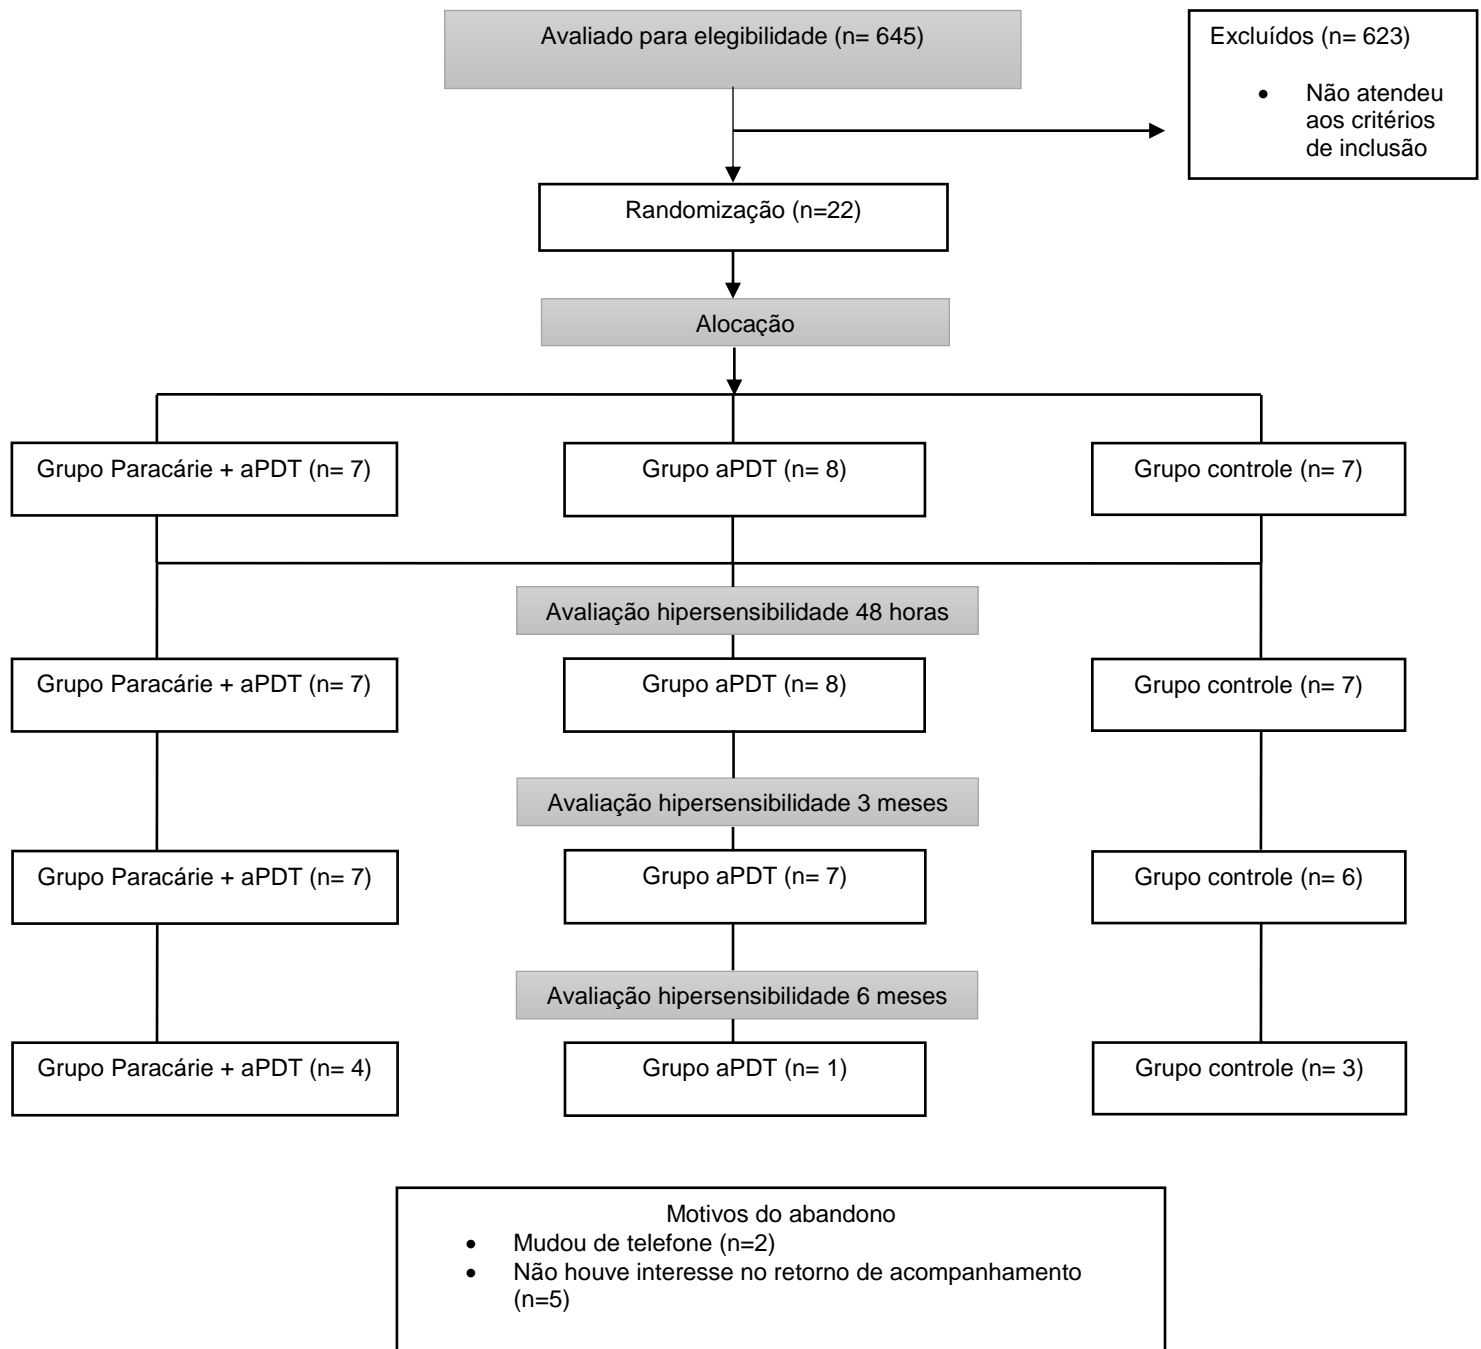 Avaliado para elegibilidade (n= 645)
Excluídos (n= 623)
• Não atendeu
aos critérios
de inclusão
Randomização (n=22)
Alocação
Grupo Paracárie + aPDT (n= 7)
Grupo aPDT (n= 8)
Grupo controle (n= 7)
Avaliação hipersensibilidade 48 horas
Grupo Paracárie + aPDT (n= 7)
Grupo aPDT (n= 8)
Grupo controle (n= 7)
Avaliação hipersensibilidade 3 meses
Grupo Paracárie + aPDT (n= 7)
Grupo aPDT (n= 7)
Grupo controle (n= 6)
Avaliação hipersensibilidade 6 meses
Grupo Paracárie + aPDT (n= 4)
Grupo aPDT (n= 1)
Grupo controle (n= 3)
Motivos do abandono
• Mudou de telefone (n=2)
• Não houve interesse no retorno de acompanhamento
(n=5)